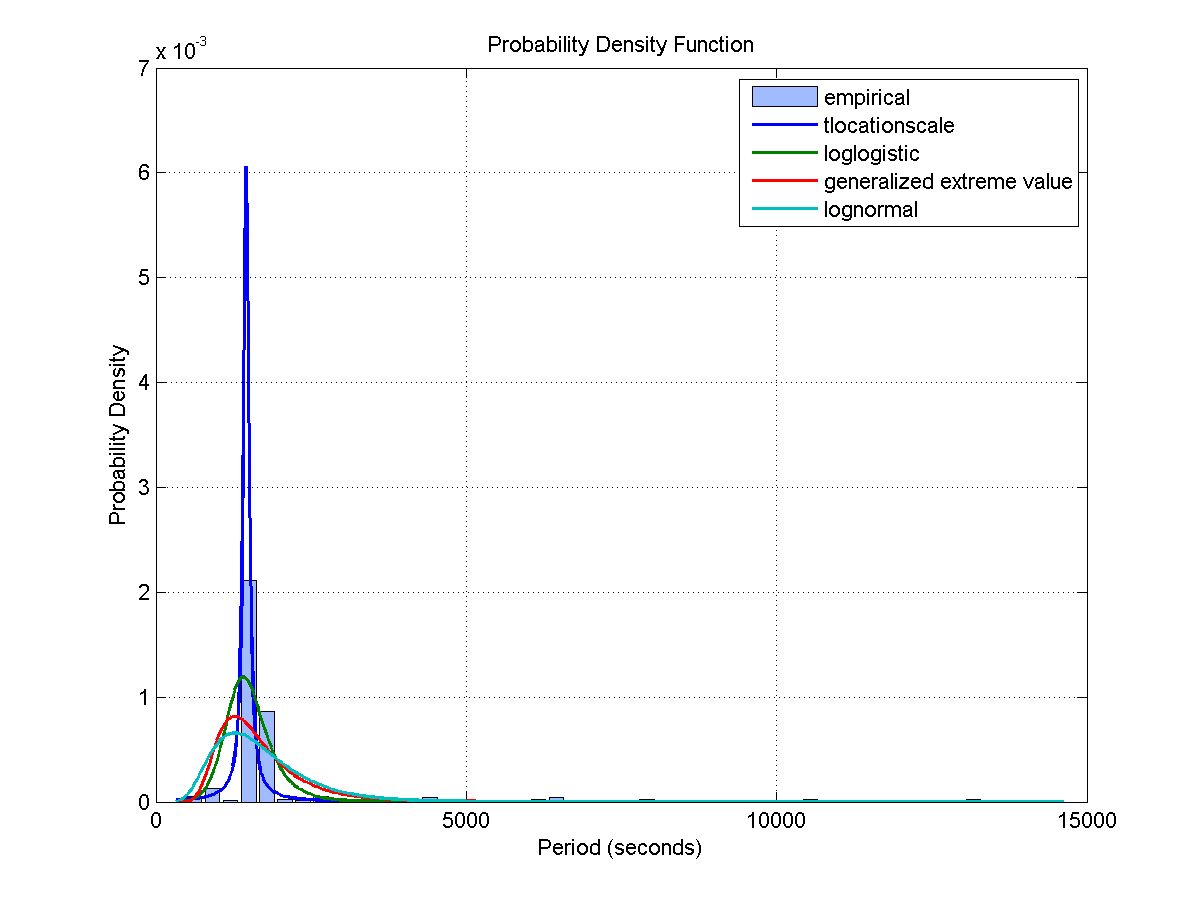 Probability Density Function
x 10-3
7
6
5
4
3
2
1
0
Probability Density
0 5000 10000 15000
Period (seconds)
empirical
tlocationscale
loglogistic
generalized extreme value
lognormal